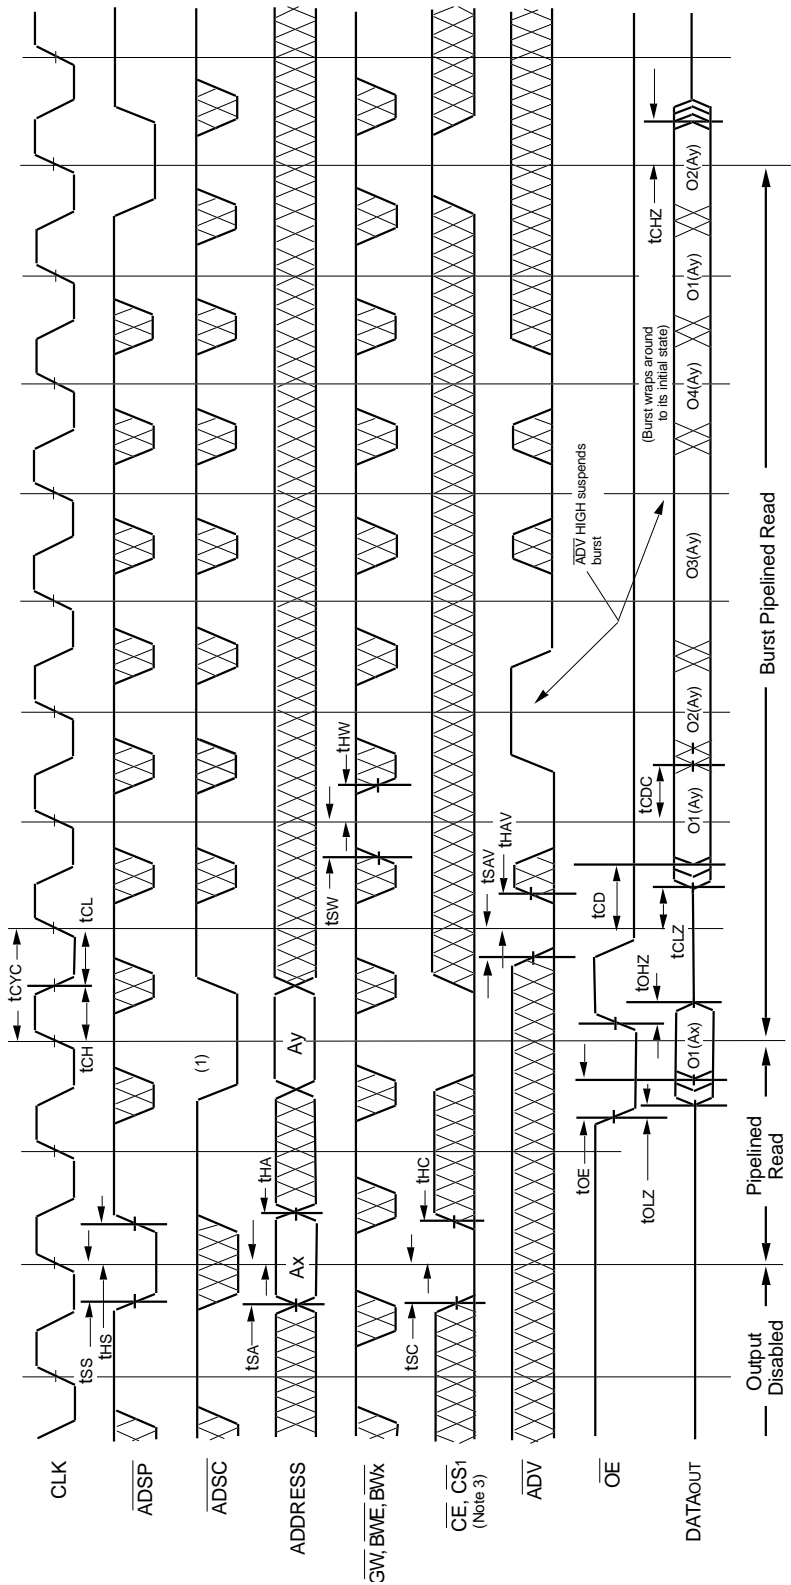 CLK
tCYC
tCH
tCL
ADSP
tSS
tHS
ADSC
(1)
ADDRESS
tSA
tHA
Ax
Ay
GW, BWE, BWx
tSW
tHW
CE, CS1
(Note 3)
tSC
tHC
ADV
tSAV
tHAV
ADV HIGH suspends
burst
OE
tOE
tOHZ
tCD
tOLZ
tCLZ
tCDC
tCHZ
(Burst wraps around
to its initial state)
DATAOUT
O1(Ax)
O1(Ay)
O2(Ay)
O3(Ay)
O4(Ay)
O1(Ay)
O2(Ay)
Output
Disabled
Pipelined
Read
Burst Pipelined Read